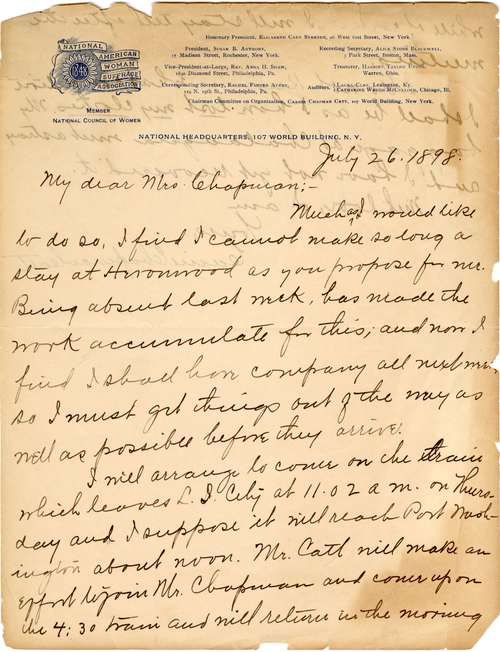 Honorary President, ELIZABETH CADY STANTON, 26 West 61st Street, New York.
President, SUSAN B. ANTHONY,
17 Madison Street, Rochester, New York.
Recording Secretary, ALICE STONE BLACKWELL,
3 Park Street, Boston, Mass.
Vice-President-at-Large, REV. ANNA H. SHAW,
1830 Diamond Street, Philadelphia, Pa.
Treasurer, HARRIET TAYLOR UPTON,
Warren, Ohio.
Corresponding Secretary, RACHEL FOSTER AVERY,
Street, Philadelphia, Pa.
Auditors, LAURA CLAY, Lexington, Ky.
CATHARINE WAUGH MCCULLOCH, Chicago, Ill.
Chairman Committee on Organization, CARRIE CHAPMAN CATT, 107 World Building, New York.
NATIONAL
AMERICAN
WOMAN
SUFFRAGE
ASSOCIATION
1848
MEMBER
NATIONAL COUNCIL OF WOMEN
NATIONAL HEADQUARTERS, 107 WORLD BUILDING, N. Y.
July 26. 1898.
My dear Mrs. Chapman;-
Much as I would like
to do so, I find I cannot make so long a
stay at Heronwood as you propose for me.
Being absent last week, has made the
work accumulate for this, and now I
find I shall have company all next week
so I must get things out of the way as
well as possible before they arrive.
I will arrange to come on the train
which leaves L. I. City at 11.02 a.m. on Thurs-
day and I suppose it will reach Port Wash-
ington about noon. Mr. Catt will make an
effort to join Mr. Chapman and come up on
the 4:30 train and will return in the morning